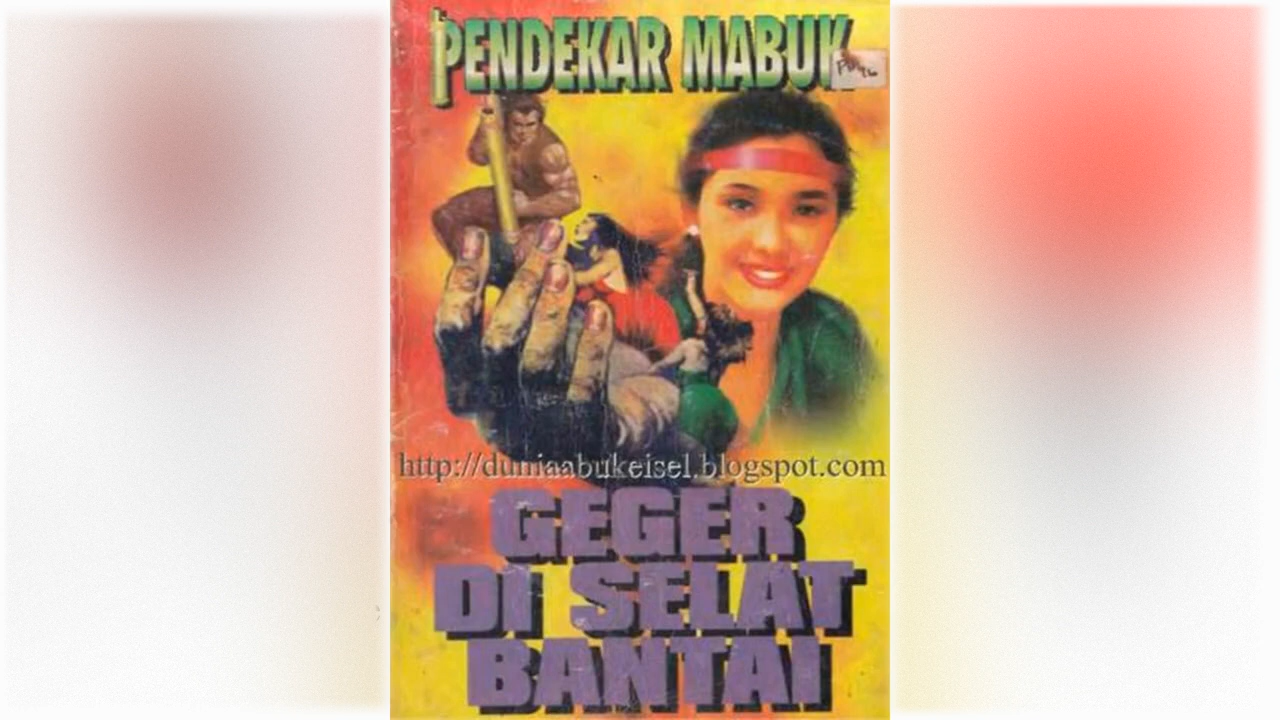 PENDEKAR MABUK
http://duniaabukeisel.blogspot.com
GEGER
DI SELAT
BANTAI